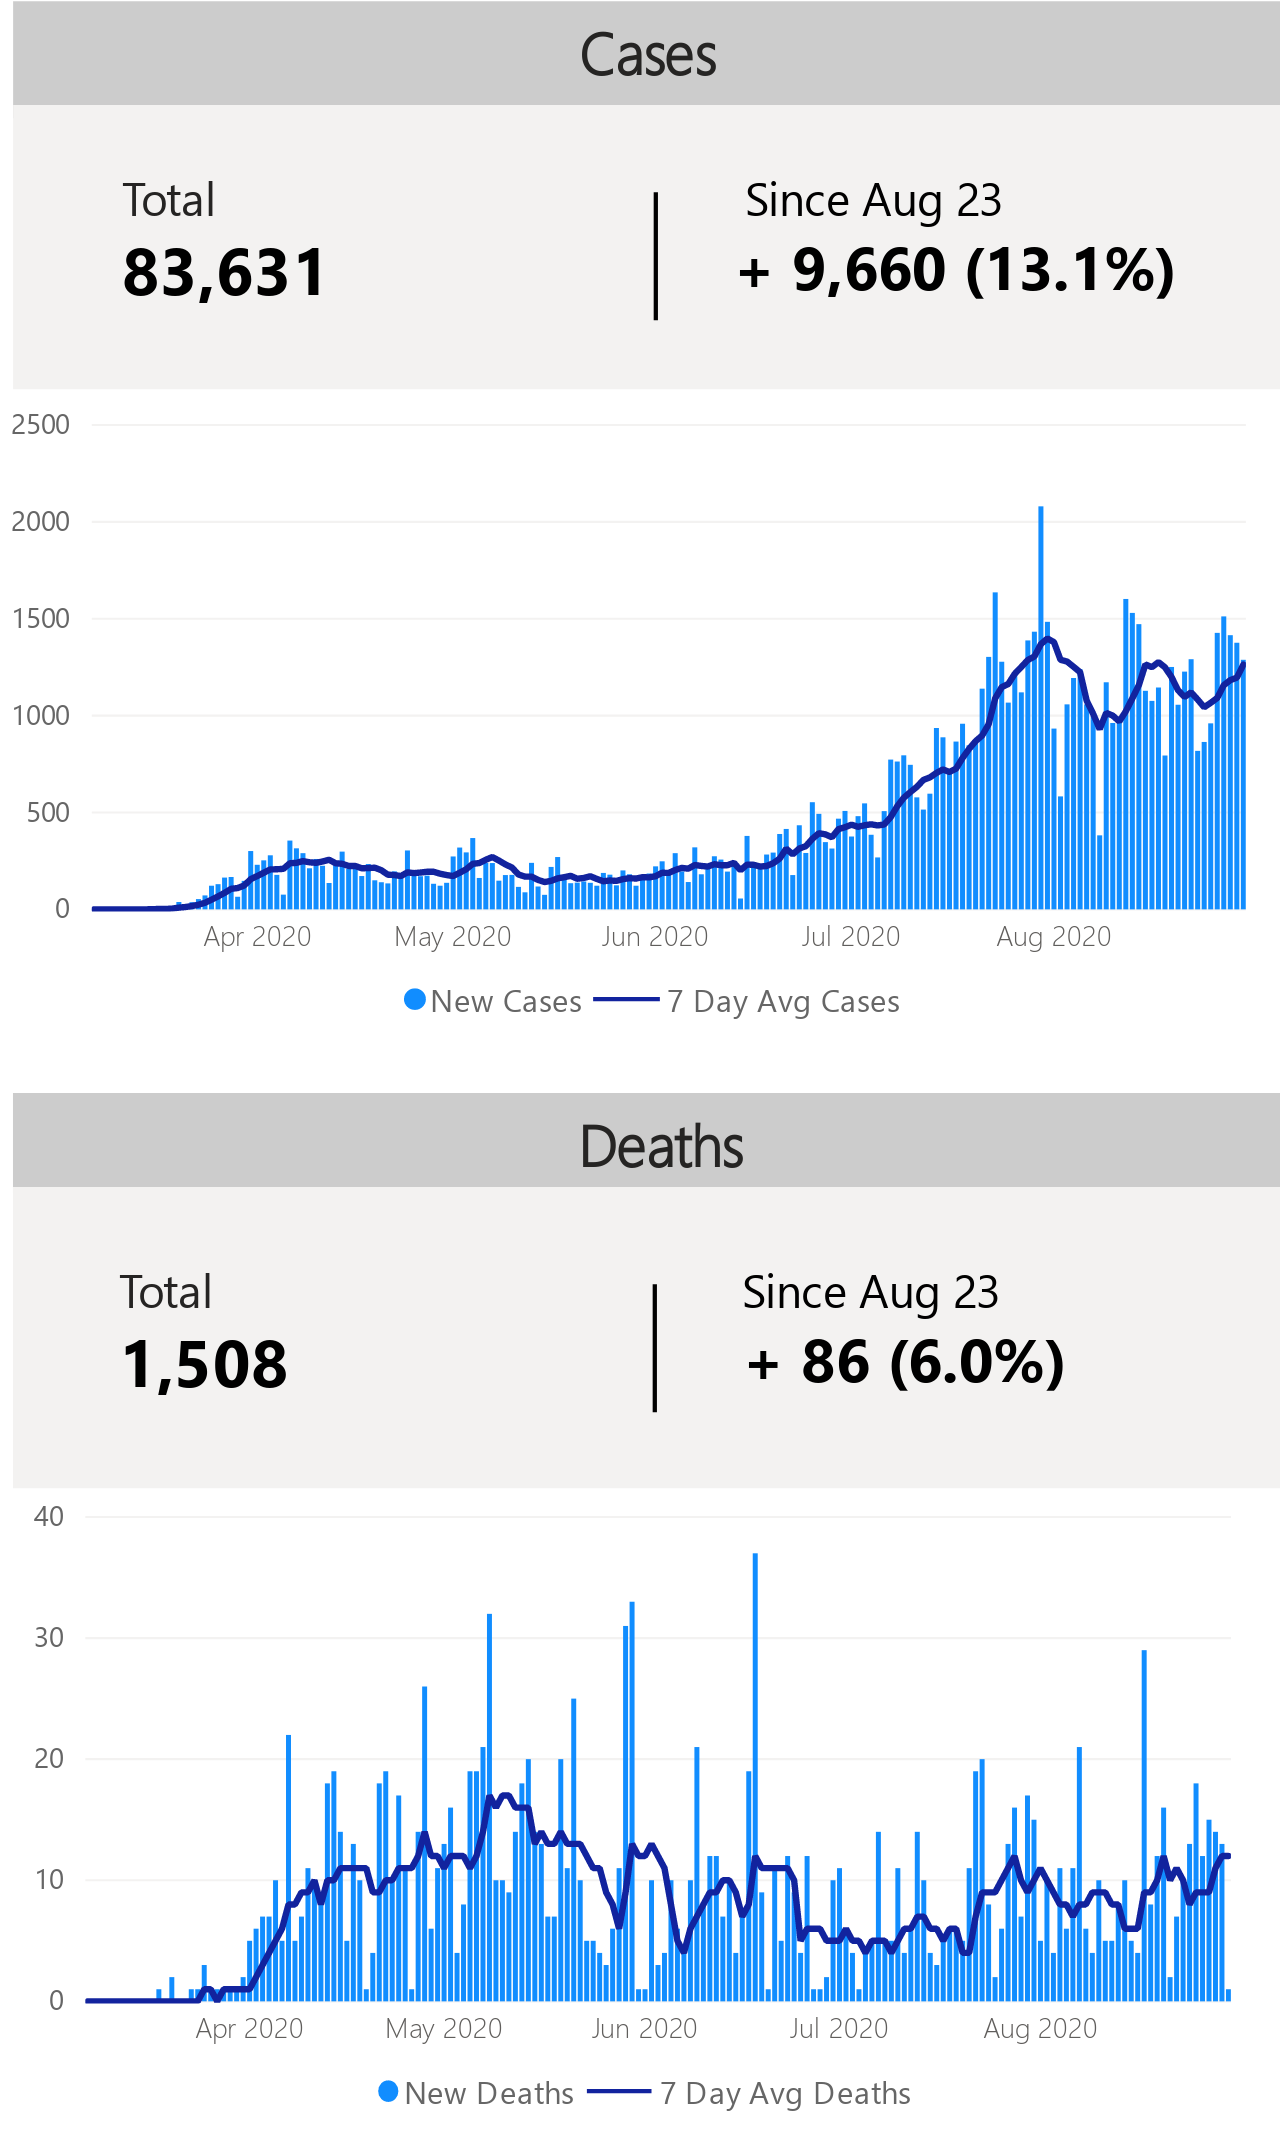 Cases
Total
Since Aug 23
83,631
+ 9,660 (13.1%)
2500
2000
1500
1000
500
0
Apr 2020
May 2020
Jun 2020
Jul 2020
Aug 2020
New Cases
7 Day Avg Cases
Deaths
Total
Since Aug 23
1,508
+ 86 (6.0%)
40
30
20
10
0
Apr 2020
May 2020
Jun 2020
Jul 2020
Aug 2020
New Deaths
7 Day Avg Deaths